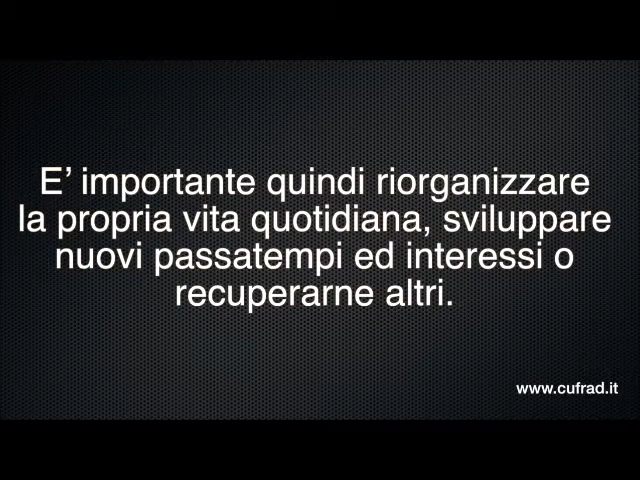 E’ importante quindi riorganizzare
la propria vita quotidiana, sviluppare
nuovi passatempi ed interessi o
recuperarne altri.
www.cufrad.it